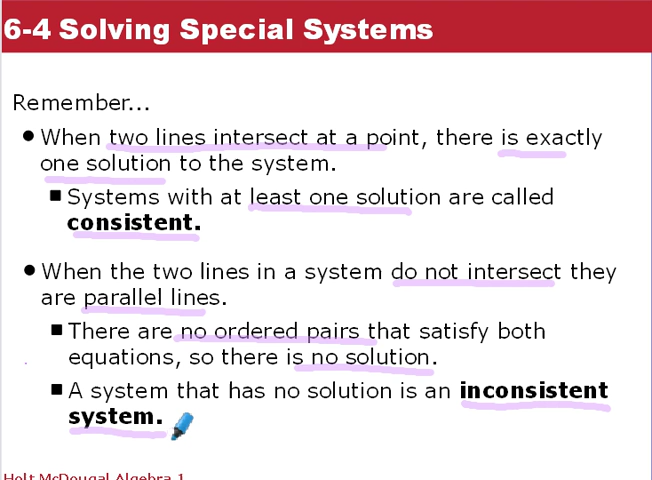 6-4 Solving Special Systems
Remember...
● When two lines intersect at a point, there is exactly
one solution to the system.
■ Systems with at least one solution are called
consistent.
● When the two lines in a system do not intersect they
are parallel lines.
■ There are no ordered pairs that satisfy both
equations, so there is no solution.
■ A system that has no solution is an inconsistent
system.
Holt McDougal Algebra 1